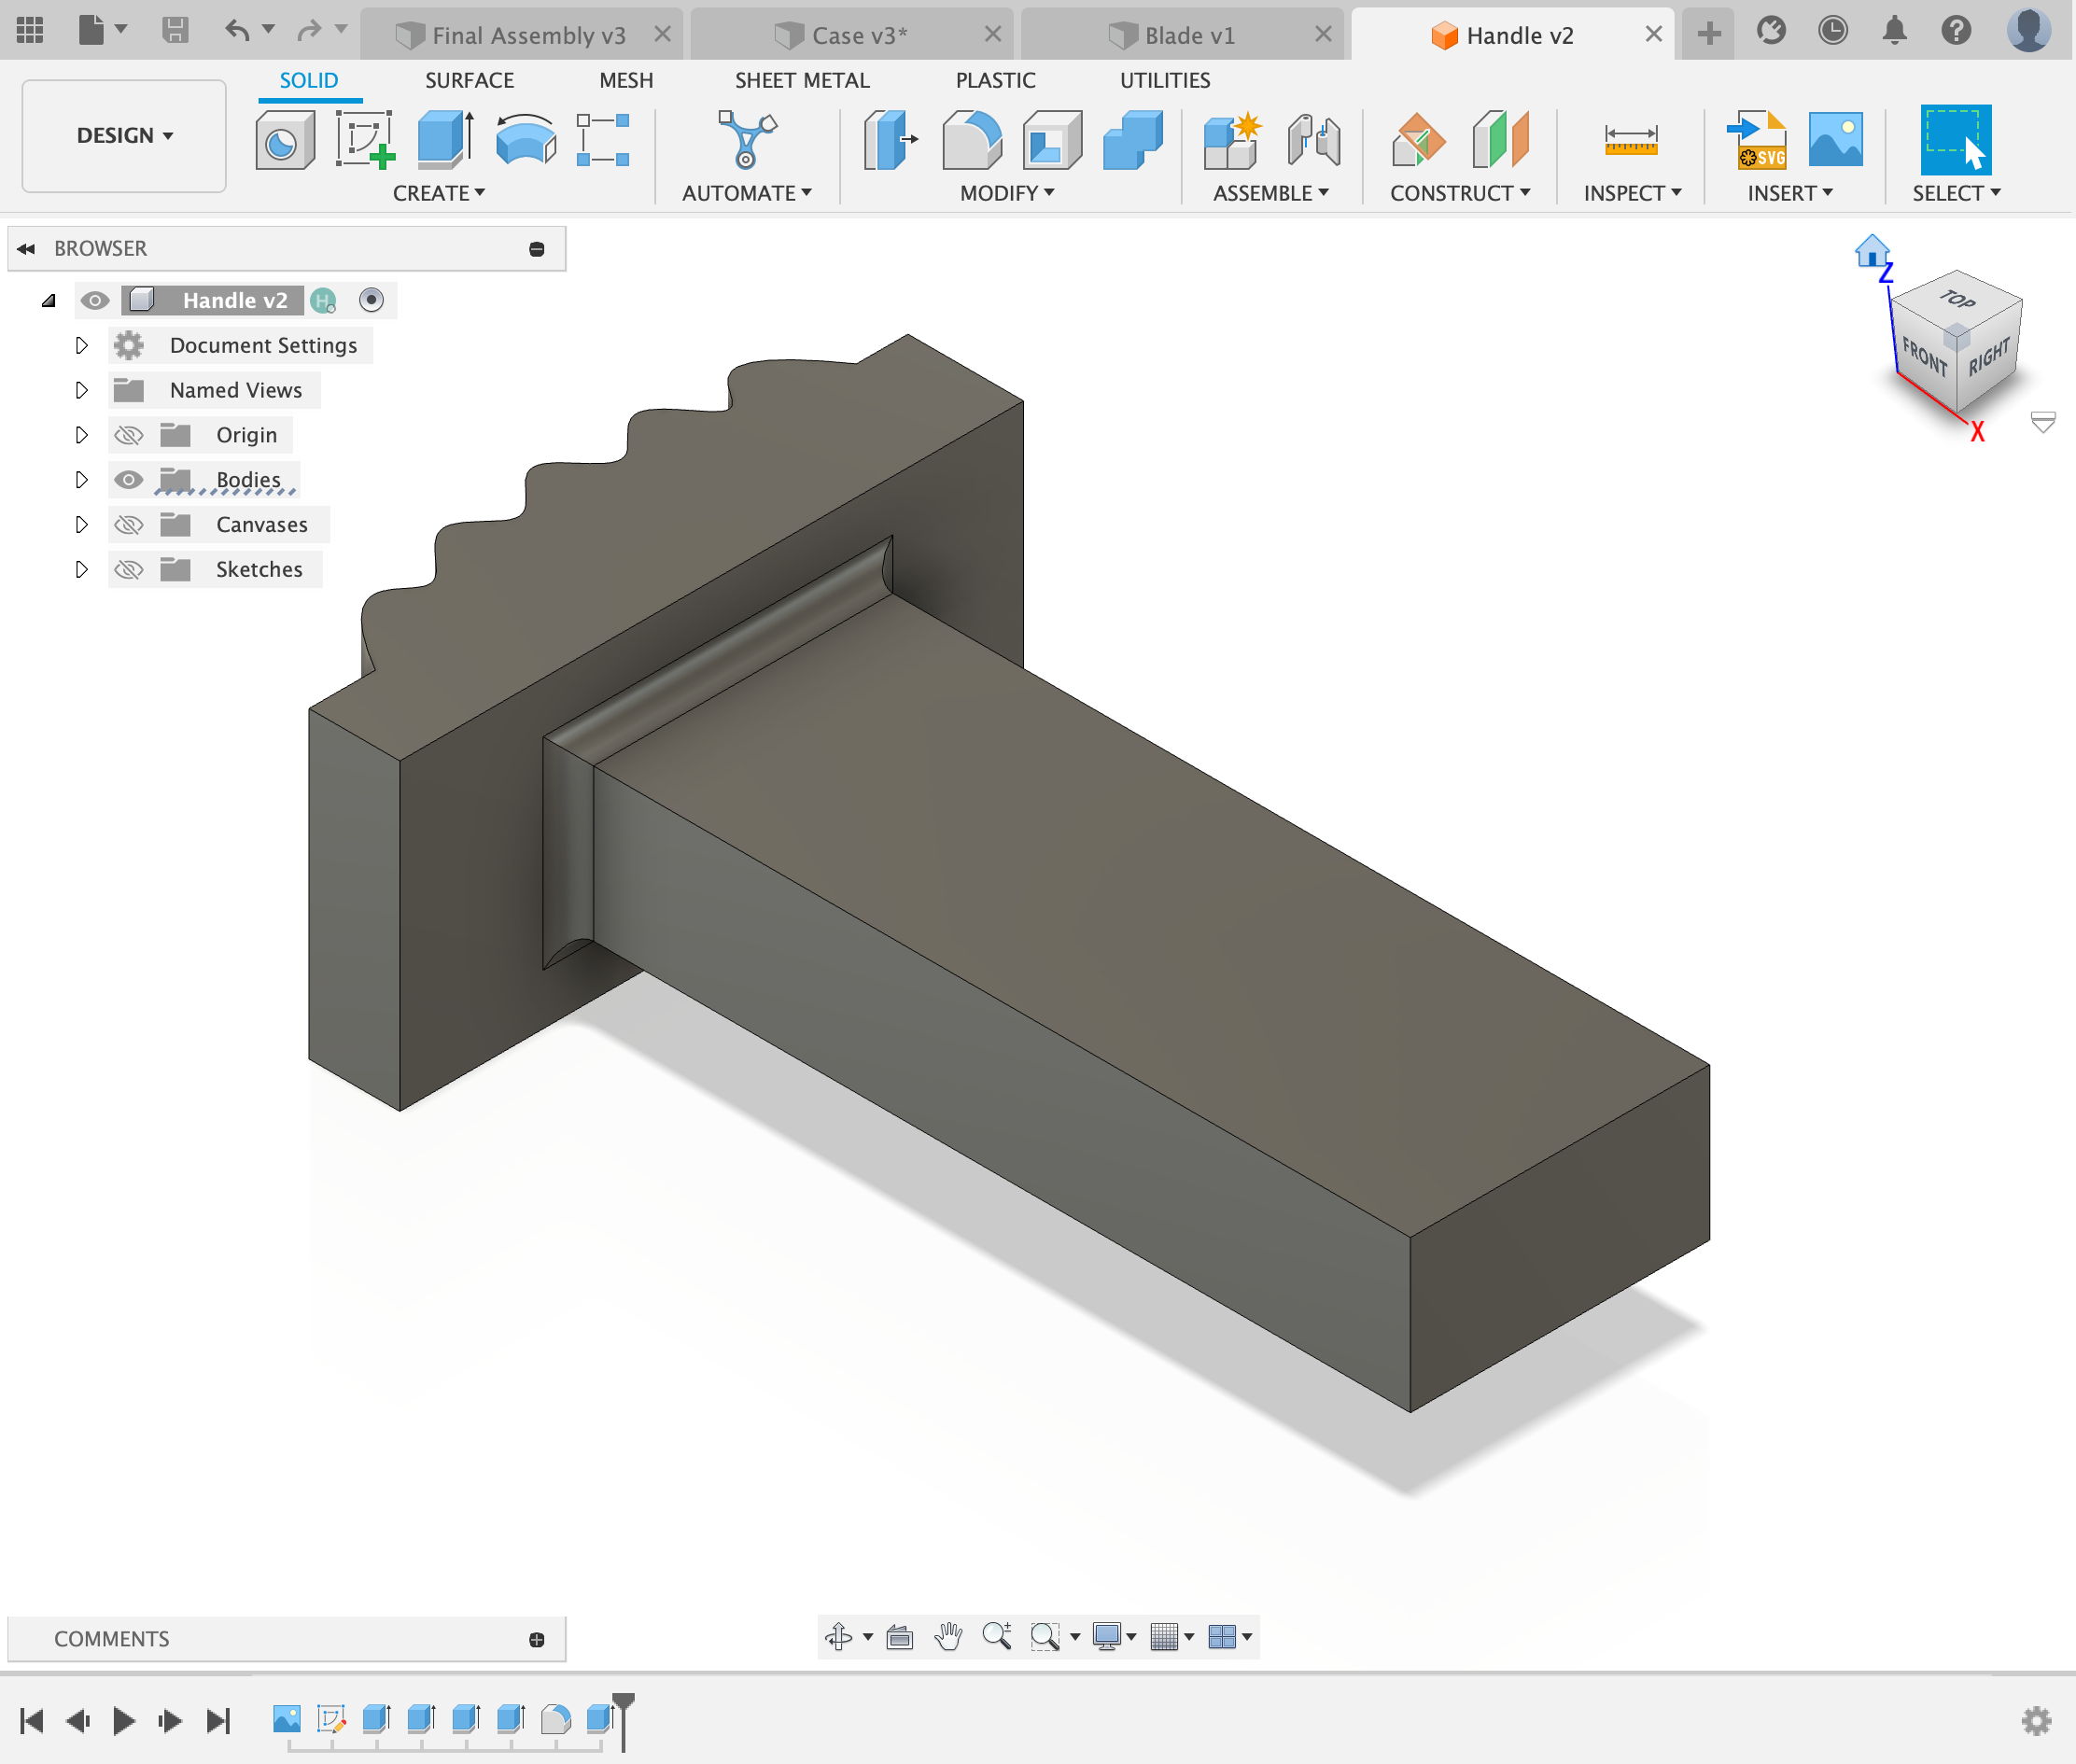 Final Assembly v3
Case v3*
Blade v1
Handle v2
SOLID
SURFACE
MESH
SHEET METAL
PLASTIC
UTILITIES
DESIGN
CREATE
AUTOMATE
MODIFY
ASSEMBLE
CONSTRUCT
INSPECT
SVG
INSERT
SELECT
BROWSER
Handle v2
H
Document Settings
Named Views
Origin
Bodies
Canvases
Sketches
Z
TOP
FRONT
RIGHT
X
COMMENTS